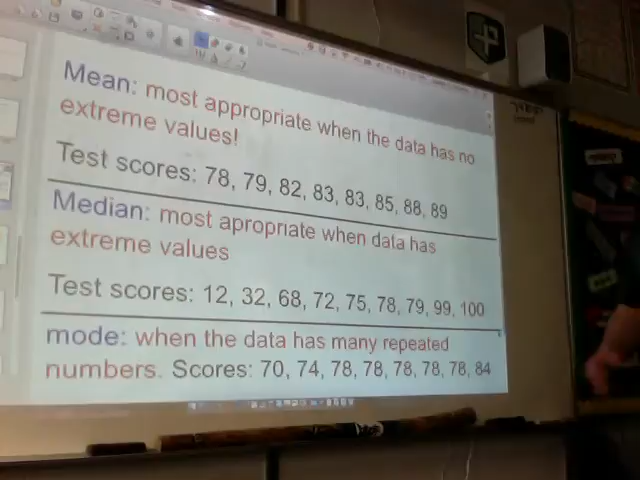 Mean: most appropriate when the data has no
extreme values!
Test scores: 78, 79, 82, 83, 83, 85, 88, 89
Median: most apropriate when data has
extreme values
Test scores: 12, 32, 68, 72, 75, 78, 79, 99, 100
mode: when the data has many repeated
numbers. Scores: 70, 74, 78, 78, 78, 78, 78, 84